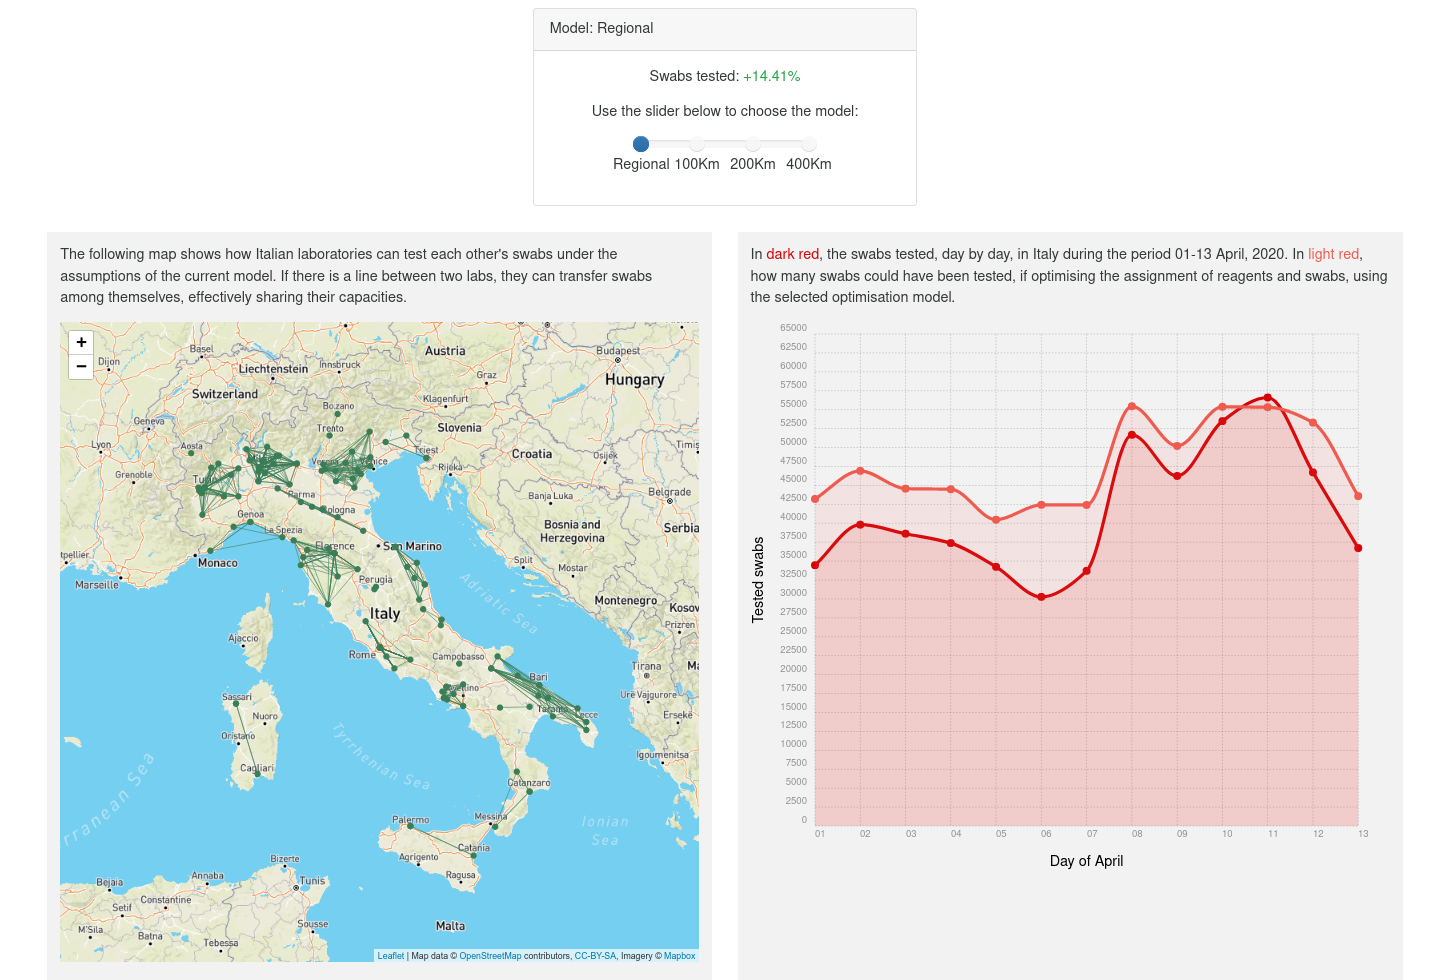 Model: Regional
Swabs tested: +14.41%
Use the slider below to choose the model:
Regional 100Km 200Km 400Km
The following map shows how Italian laboratories can test each other's swabs under the
assumptions of the current model. If there is a line between two labs, they can transfer swabs
among themselves, effectively sharing their capacities.
+
−
Dijon
Basel
Liechtenstein
Innsbruck
Austria
Graz
Budapest
Hungary
Switzerland
Klagenfurt
Bozano
Trento
Slovenia
Geneva
Lyon
Aosta
Grenoble
Trieste
Rijeka
Croatia
Osijek
Timis
Parma
Banja Luka
Belgrade
Genoa
Bologna
La Spezia
Bosnia and
Herzegovina
Serbia
Florence
San Marino
tpellier
Monaco
Marseille
Split
Mostar
Perugia
Adriatic Sea
Italy
Montenegro
Kosov
Prizren
Ajaccio
Rome
Campobasso
Tirana
Ma
Bari
Sassari
Avellino
Urë Vajgurore
Nuoro
Taranto
Lecce
Ersekë
Oristano
Tyrrhenian Sea
Igoumenitsa
Cagliari
Catanzaro
rranean Sea
Palermo
Messina
Ionian
Sea
Agrigento
Catania
Ragusa
Bizerte
Tunis
Bejaia
Annaba
Setif
Constantine
M'Sila
Batna
Tebessa
Sousse
Malta
Leaflet | Map data © OpenStreetMap contributors, CC-BY-SA, Imagery © Mapbox
In dark red, the swabs tested, day by day, in Italy during the period 01-13 April, 2020. In light red,
how many swabs could have been tested, if optimising the assignment of reagents and swabs, using
the selected optimisation model.
65000
62500
60000
57500
55000
52500
50000
47500
45000
42500
40000
37500
35000
32500
30000
27500
25000
22500
20000
17500
15000
12500
10000
7500
5000
2500
0
Tested swabs
01 02 03 04 05 06 07 08 09 10 11 12 13
Day of April